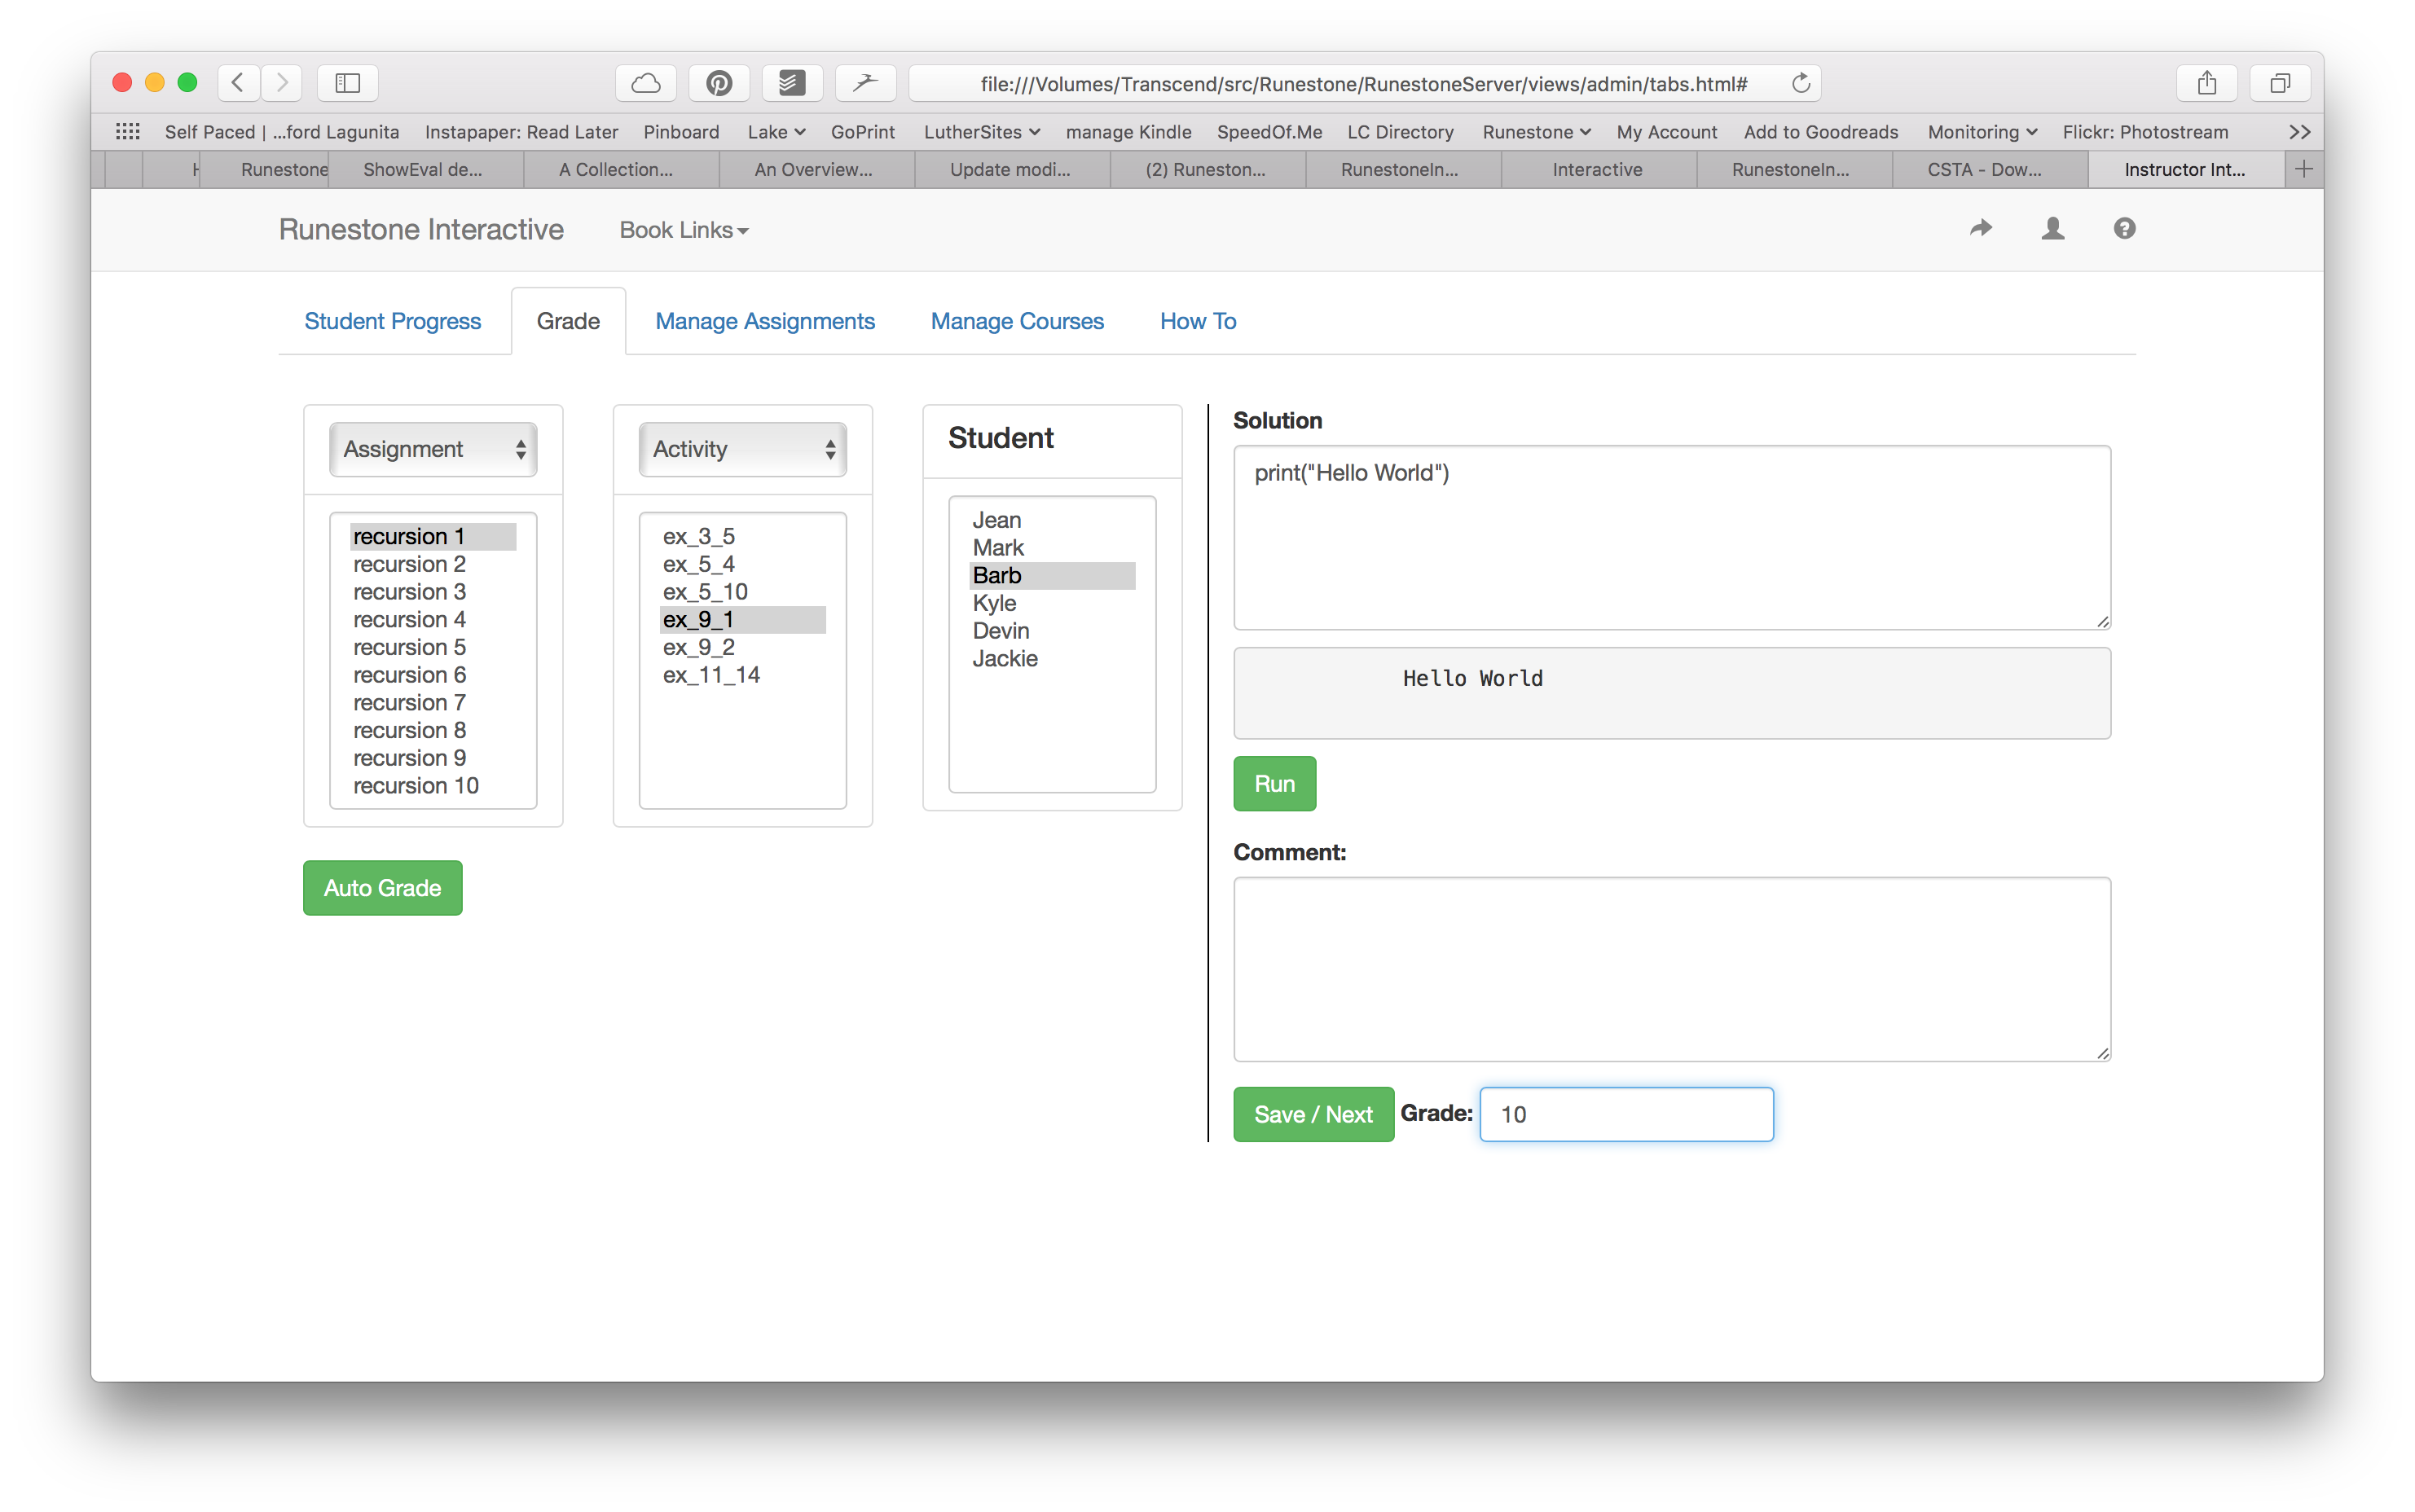 file:///Volumes/Transcend/src/Runestone/RunestoneServer/views/admin/tabs.html#
Self Paced | ...ford Lagunita Instapaper: Read Later Pinboard Lake GoPrint LutherSites manage Kindle SpeedOf.Me LC Directory Runestone My Account Add to Goodreads Monitoring Flickr: Photostream >>
Runestone ShowEval de... A Collection... An Overview... Update modi... (2) Runeston... RunestoneIn... Interactive RunestoneIn... CSTA - Dow... Instructor Int... +
Runestone Interactive Book Links
Student Progress Grade Manage Assignments Manage Courses How To
Assignment
recursion 1
recursion 2
recursion 3
recursion 4
recursion 5
recursion 6
recursion 7
recursion 8
recursion 9
recursion 10
Auto Grade
Activity
ex_3_5
ex_5_4
ex_5_10
ex_9_1
ex_9_2
ex_11_14
Student
Jean
Mark
Barb
Kyle
Devin
Jackie
Solution
print("Hello World")
Hello World
Run
Comment:
Save / Next Grade: 10